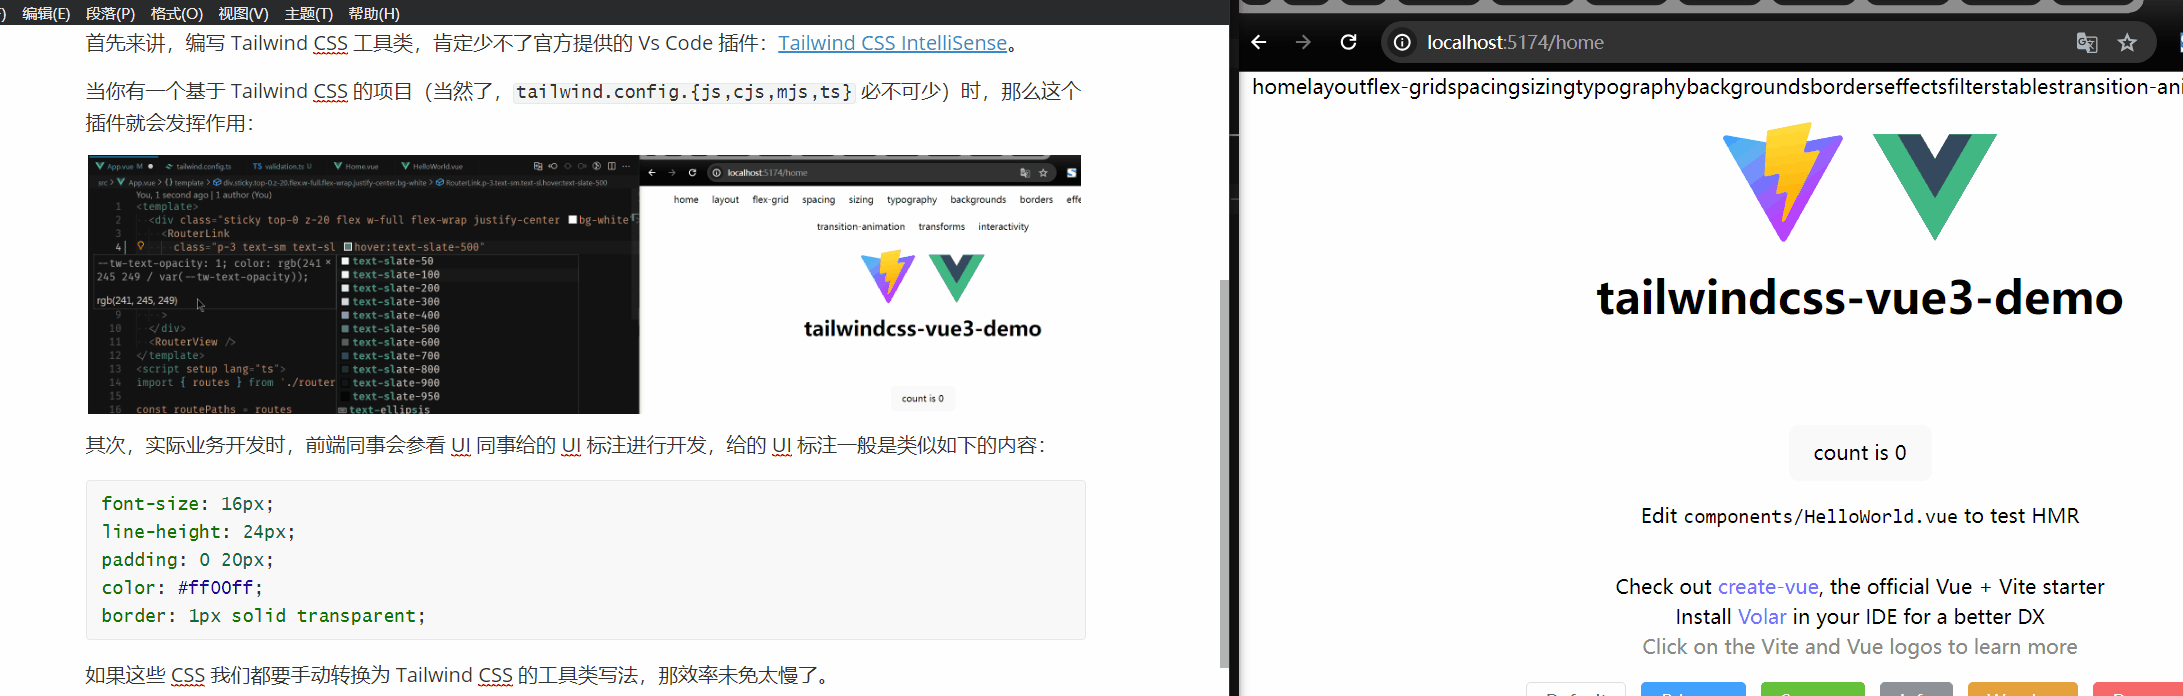 ) 编辑(E) 段落(P) 格式(O) 视图(V) 主题(T) 帮助(H)
首先来讲，编写 Tailwind CSS 工具类，肯定少不了官方提供的 Vs Code 插件：Tailwind CSS IntelliSense。
当你有一个基于 Tailwind CSS 的项目（当然了，tailwind.config.{js,cjs,mjs,ts} 必不可少）时，那么这个
插件就会发挥作用：
App.vue M tailwind.config.ts TS validation.ts U Home.vue HelloWorld.vue
src > App.vue > {} template > div.sticky.top-0.z-20.flex.w-full.flex-wrap.justify-center.bg-white > RouterLink.p-3.text-sm.text-sl.hover:text-slate-500
You, 1 second ago | 1 author (You)
1 <template>
2 <div class="sticky top-0 z-20 flex w-full flex-wrap justify-center bg-white"
3 <RouterLink
4 class="p-3 text-sm text-sl hover:text-slate-500"
--tw-text-opacity: 1; color: rgb(241
245 249 / var(--tw-text-opacity));
rgb(241, 245, 249)
text-slate-50
text-slate-100
text-slate-200
text-slate-300
text-slate-400
text-slate-500
text-slate-600
text-slate-700
text-slate-800
text-slate-900
text-slate-950
text-ellipsis
9 >
10 </div>
11 <RouterView />
12 </template>
13 <script setup lang="ts">
14 import { routes } from './router
15
16 const routePaths = routes
localhost:5174/home
home layout flex-grid spacing sizing typography backgrounds borders effe
transition-animation transforms interactivity
tailwindcss-vue3-demo
count is 0
其次，实际业务开发时，前端同事会参看 UI 同事给的 UI 标注进行开发，给的 UI 标注一般是类似如下的内容：
font-size: 16px;
line-height: 24px;
padding: 0 20px;
color: #ff00ff;
border: 1px solid transparent;
如果这些 CSS 我们都要手动转换为 Tailwind CSS 的工具类写法，那效率未免太慢了。
localhost:5174/home
homelayoutflex-gridspacingsizingtypographybackgroundsborderseffectsfilterstablestransition-ani
tailwindcss-vue3-demo
count is 0
Edit components/HelloWorld.vue to test HMR
Check out create-vue, the official Vue + Vite starter
Install Volar in your IDE for a better DX
Click on the Vite and Vue logos to learn more